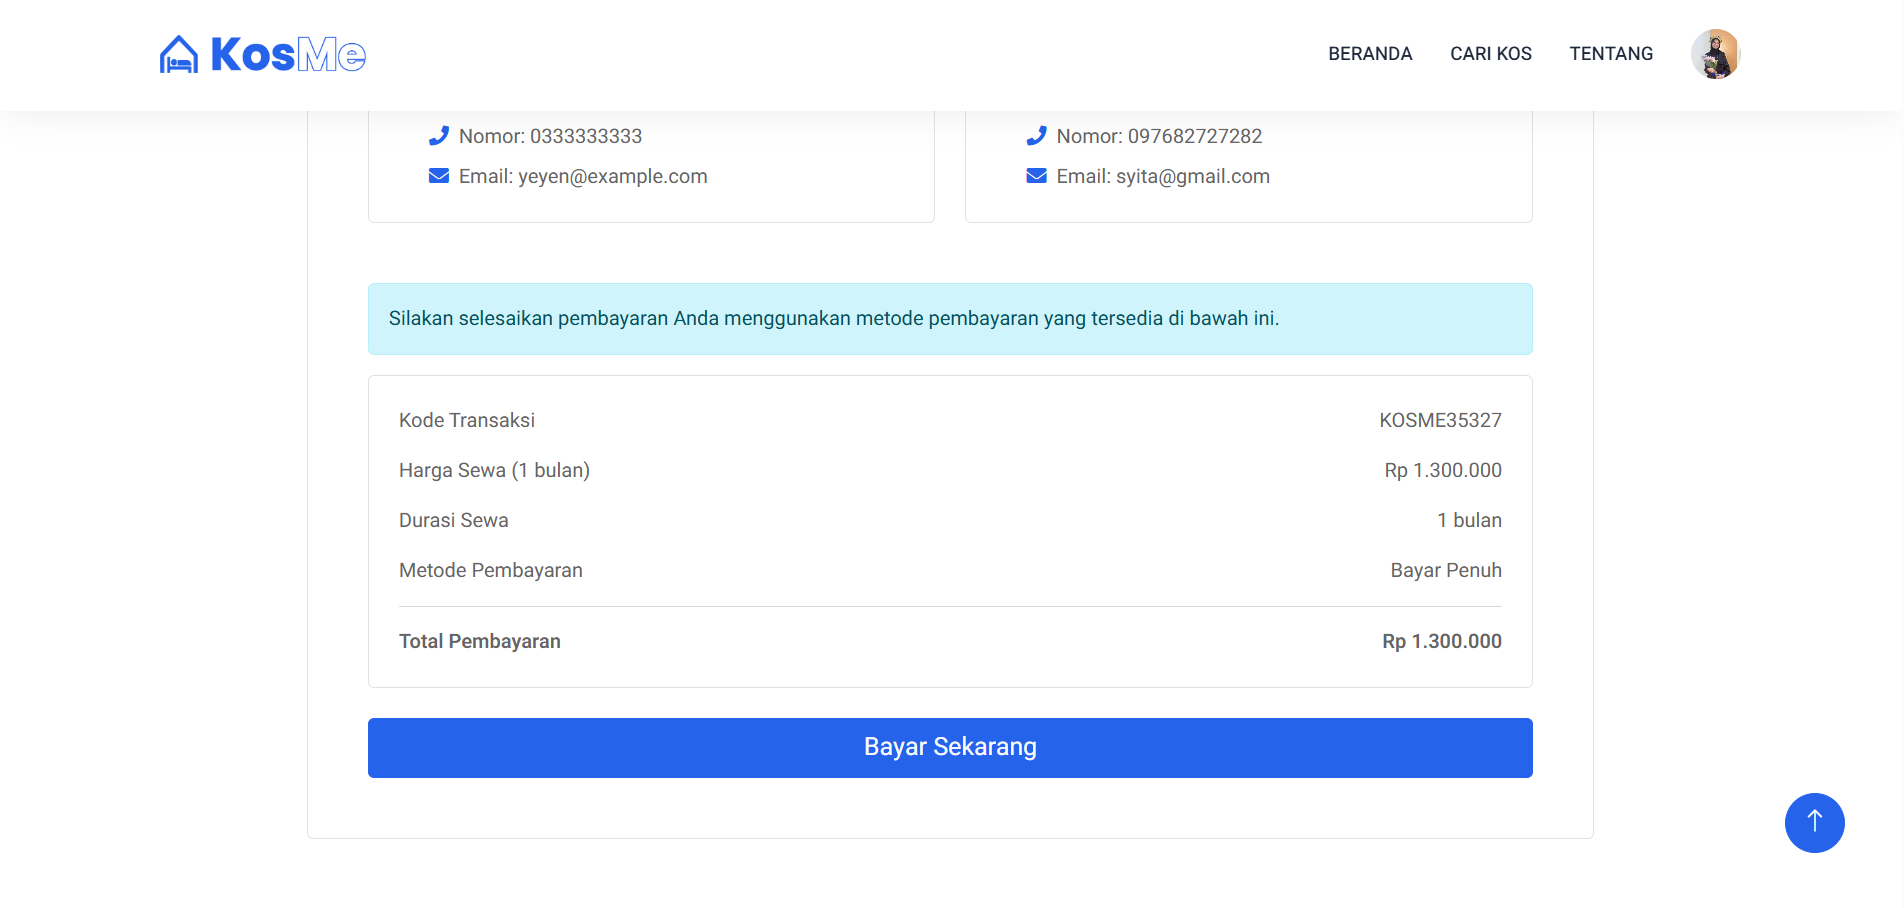 KosMe
BERANDA
CARI KOS
TENTANG
Nomor: 0333333333
Email: yeyen@example.com
Nomor: 097682727282
Email: syita@gmail.com
Silakan selesaikan pembayaran Anda menggunakan metode pembayaran yang tersedia di bawah ini.
Kode Transaksi KOSME35327
Harga Sewa (1 bulan) Rp 1.300.000
Durasi Sewa 1 bulan
Metode Pembayaran Bayar Penuh
Total Pembayaran Rp 1.300.000
Bayar Sekarang